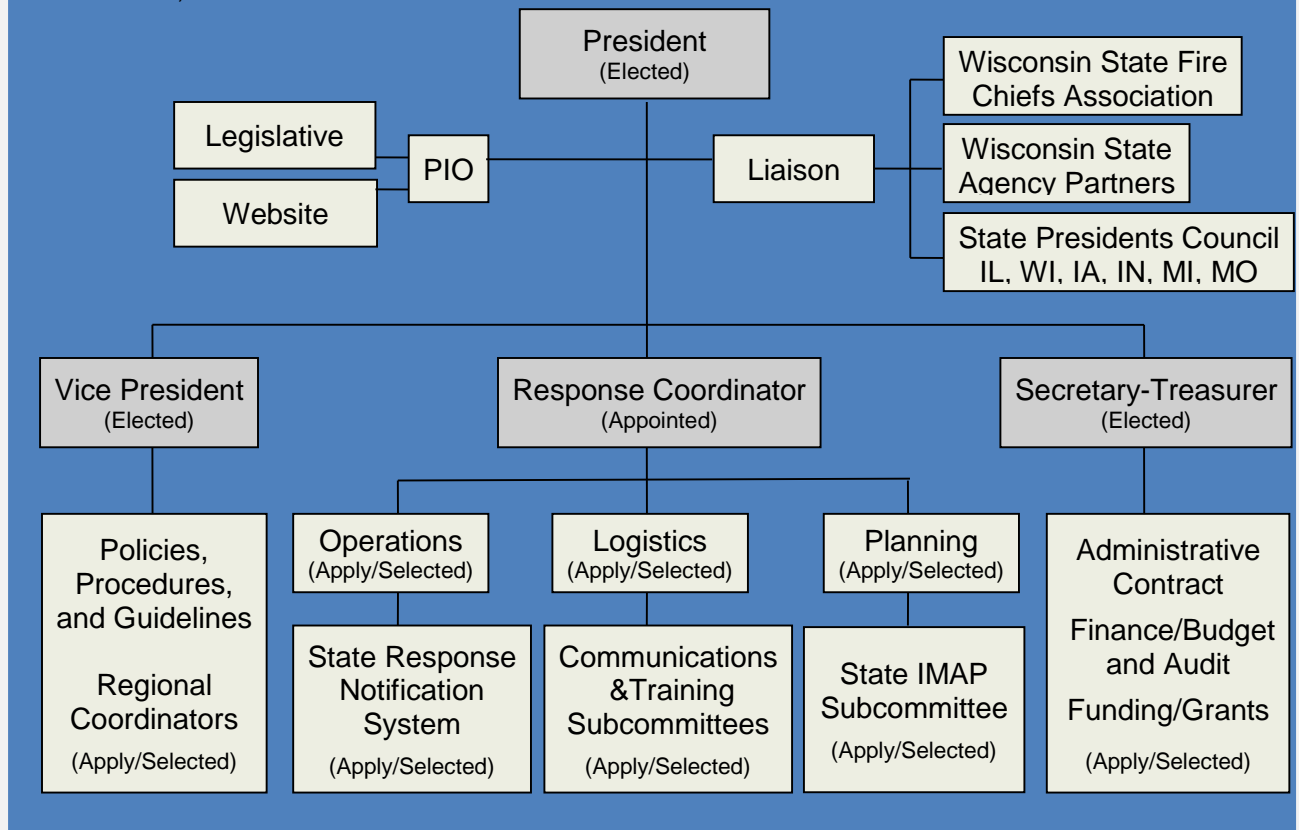 President
(Elected)
Legislative
Website
PIO
Liaison
Wisconsin State Fire
Chiefs Association
Wisconsin State
Agency Partners
State Presidents Council
IL, WI, IA, IN, MI, MO
Vice President
(Elected)
Response Coordinator
(Appointed)
Secretary-Treasurer
(Elected)
Policies,
Procedures,
and Guidelines
Regional
Coordinators
(Apply/Selected)
Operations
(Apply/Selected)
State Response
Notification
System
(Apply/Selected)
Logistics
(Apply/Selected)
Communications
&Training
Subcommittees
(Apply/Selected)
Planning
(Apply/Selected)
State IMAP
Subcommittee
(Apply/Selected)
Administrative
Contract
Finance/Budget
and Audit
Funding/Grants
(Apply/Selected)